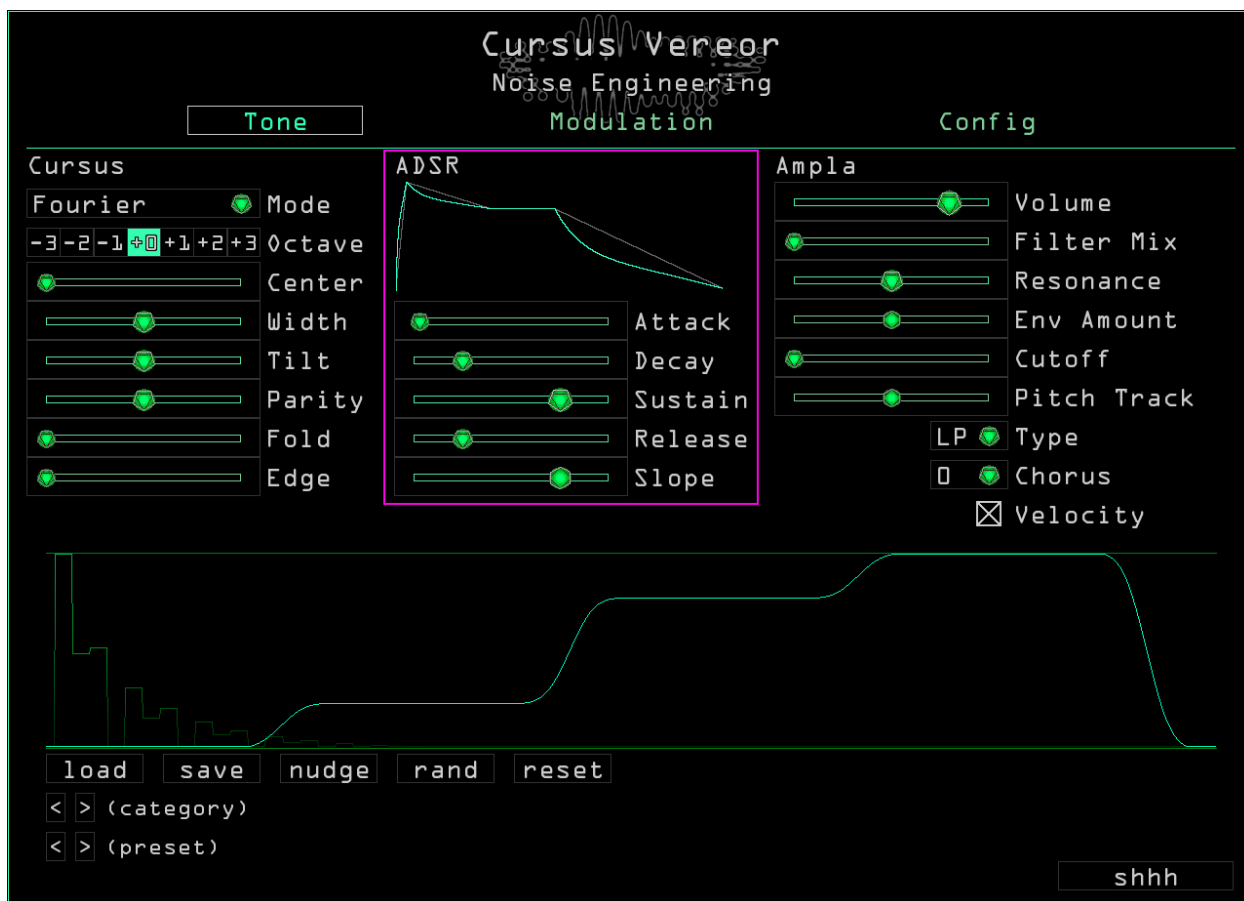 Cursus Vereor
Noise Engineering
Tone Modulation Config
Cursus
Fourier Mode
-3 -2 -1 +0 +1 +2 +3 Octave
Center
Width
Tilt
Parity
Fold
Edge
ADSR
Attack
Decay
Sustain
Release
Slope
Ampla
Volume
Filter Mix
Resonance
Env Amount
Cutoff
Pitch Track
LP Type
0 Chorus
Velocity
load save nudge rand reset
< > (category)
< > (preset)
shhh